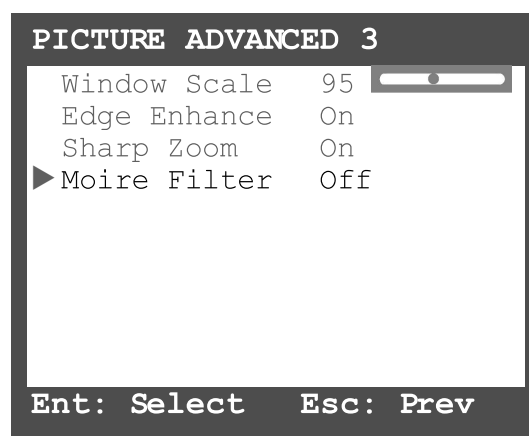 PICTURE ADVANCED 3
Window Scale 95
Edge Enhance On
Sharp Zoom On
Moire Filter Off
Ent: Select Esc: Prev